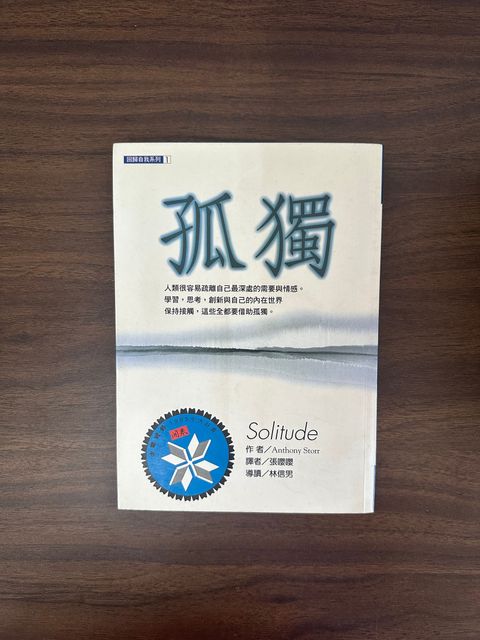 回歸自我系列 1
孤獨
人類很容易疏離自己最深處的需要與情感。
學習，思考，創新與自己的內在世界
保持接觸，這些全都要借助孤獨。
Solitude
作者／Anthony Storr
譯者／張嚶嚶
導讀／林信男